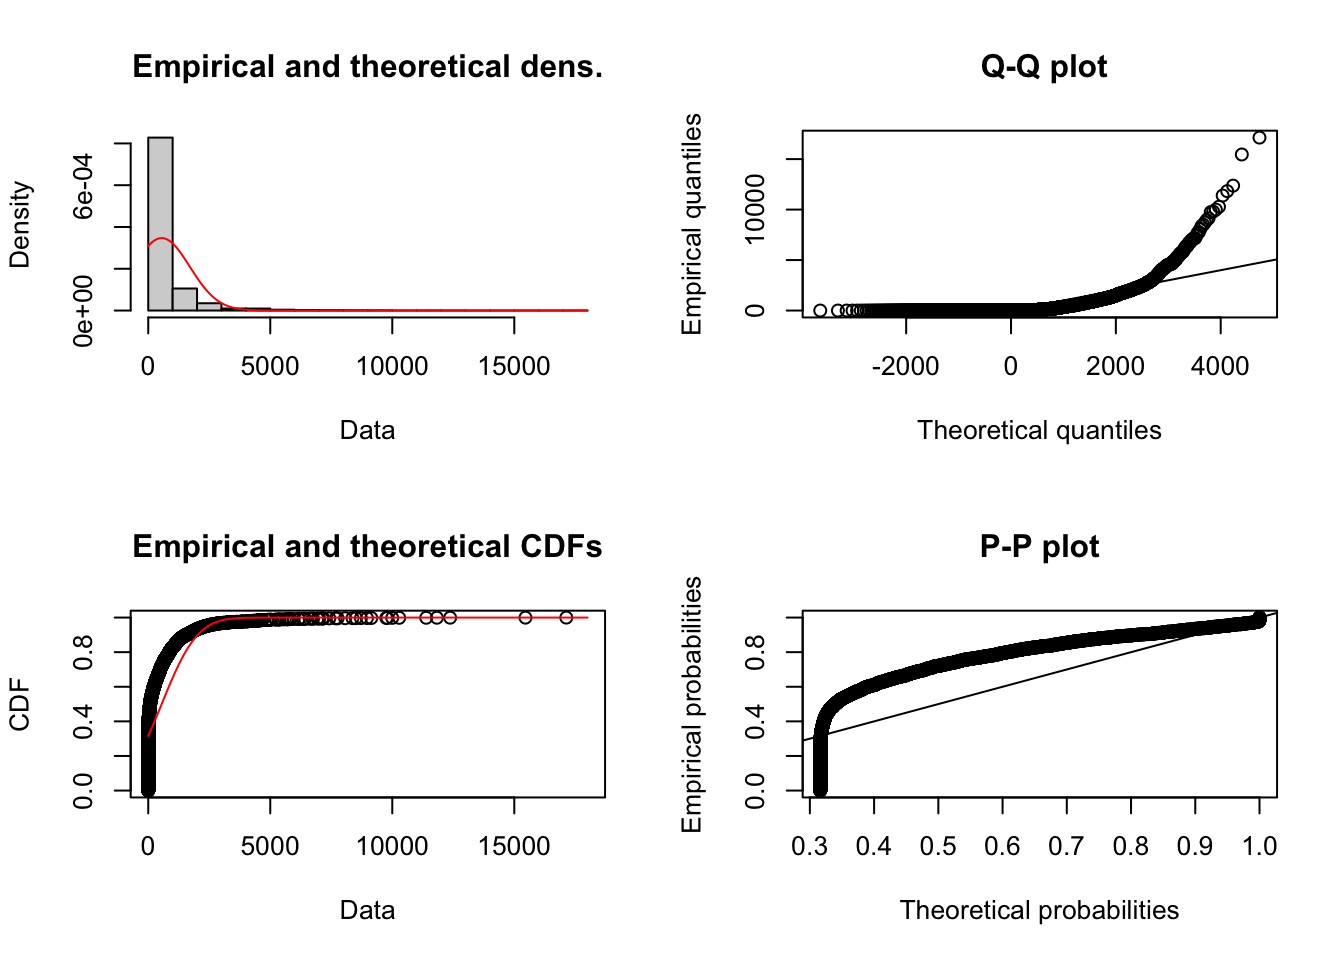 Empirical and theoretical dens.
Density
0e+00 6e-04
0 5000 10000 15000
Data
Q-Q plot
Empirical quantiles
0 10000
-2000 0 2000 4000
Theoretical quantiles
Empirical and theoretical CDFs
CDF
0.0 0.4 0.8
0 5000 10000 15000
Data
P-P plot
Empirical probabilities
0.0 0.4 0.8
0.3 0.4 0.5 0.6 0.7 0.8 0.9 1.0
Theoretical probabilities